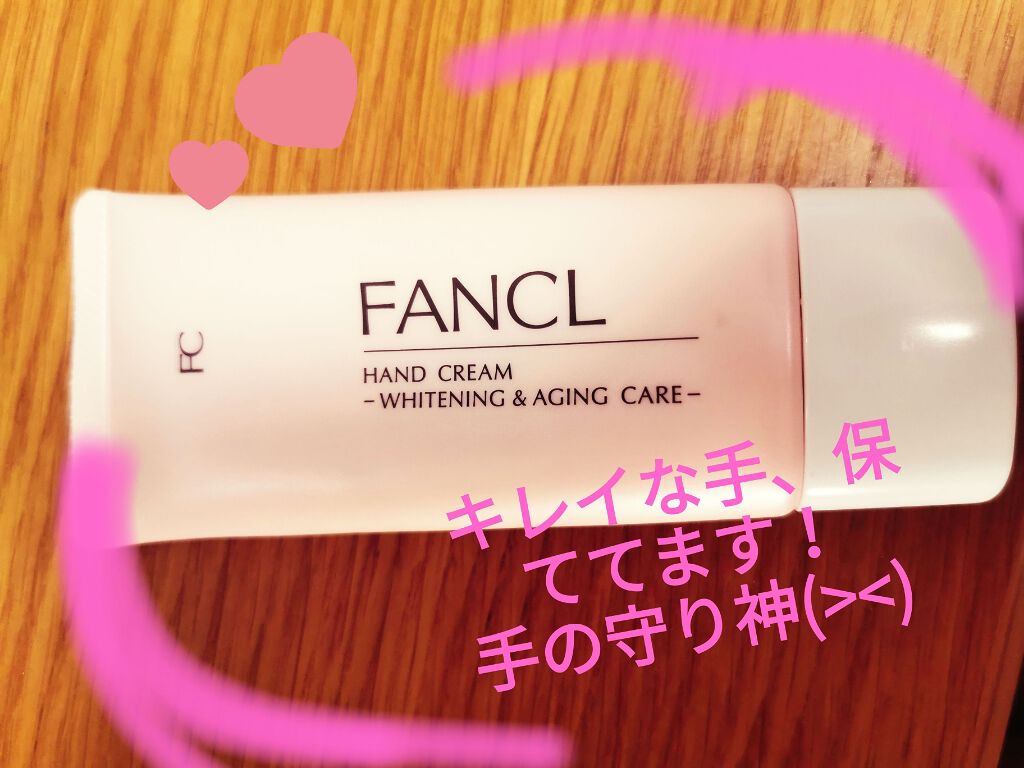 FC
FANCL
HAND CREAM
-WHITENING & AGING CARE-
キレイな手、保
ててます！
手の守り神(><)